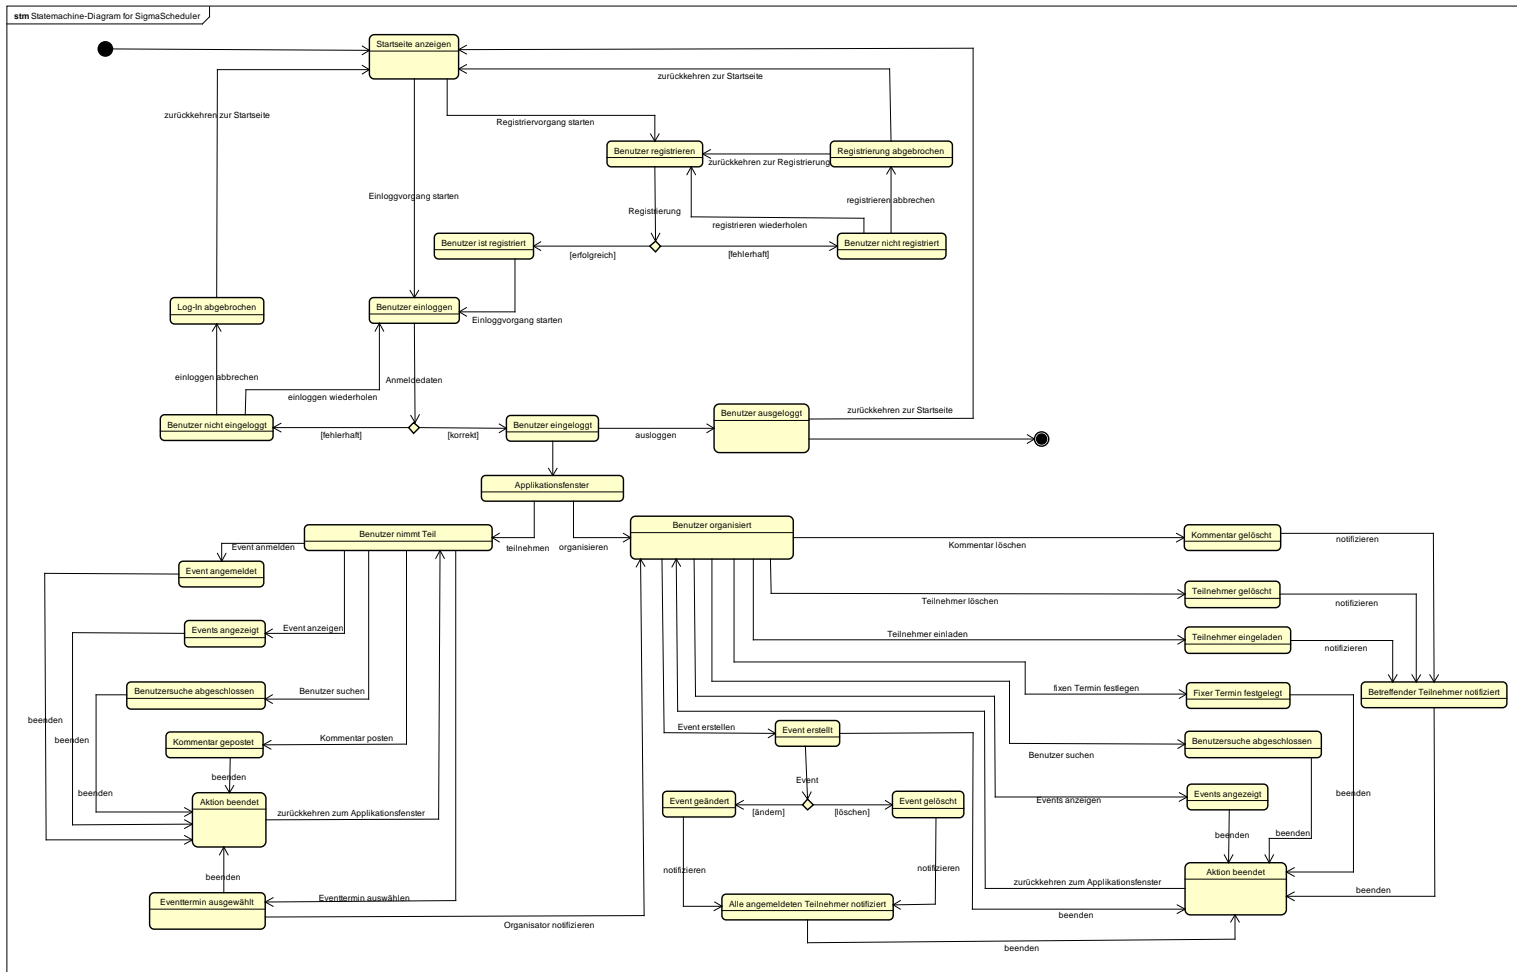 stm Statemachine-Diagram for SigmaScheduler
Startseite anzeigen
zurückkehren zur Startseite
zurückkehren zur Startseite
Registriervorgang starten
Benutzer registrieren
Registrierung abgebrochen
zurückkehren zur Registrierung
Einloggvorgang starten
registrieren abbrechen
Registrierung
registrieren wiederholen
Benutzer ist registriert
Benutzer nicht registriert
[erfolgreich]
[fehlerhaft]
Log-In abgebrochen
Benutzer einloggen
Einloggvorgang starten
einloggen abbrechen
Anmeldedaten
einloggen wiederholen
Benutzer ausgeloggt
zurückkehren zur Startseite
Benutzer nicht eingeloggt
Benutzer eingeloggt
[fehlerhaft]
[korrekt]
ausloggen
Applikationsfenster
Benutzer organisiert
Benutzer nimmt Teil
Kommentar gelöscht
notifizieren
Event anmelden
teilnehmen
organisieren
Kommentar löschen
Event angemeldet
Teilnehmer gelöscht
Teilnehmer löschen
notifizieren
Events angezeigt
Event anzeigen
Teilnehmer einladen
Teilnehmer eingeladen
notifizieren
Benutzersuche abgeschlossen
Benutzer suchen
fixen Termin festlegen
Fixer Termin festgelegt
Betreffender Teilnehmer notifiziert
beenden
Event erstellen
Event erstellt
beenden
Kommentar gepostet
Kommentar posten
Benutzersuche abgeschlossen
Benutzer suchen
beenden
Event
beenden
beenden
Aktion beendet
Event geändert
Event gelöscht
Events anzeigen
Events angezeigt
zurückkehren zum Applikationsfenster
[ändern]
[löschen]
beenden
beenden
notifizieren
notifizieren
Aktion beendet
beenden
zurückkehren zum Applikationsfenster
beenden
Eventtermin ausgewählt
Eventtermin auswählen
Alle angemeldeten Teilnehmer notifiziert
beenden
Organisator notifizieren
beenden